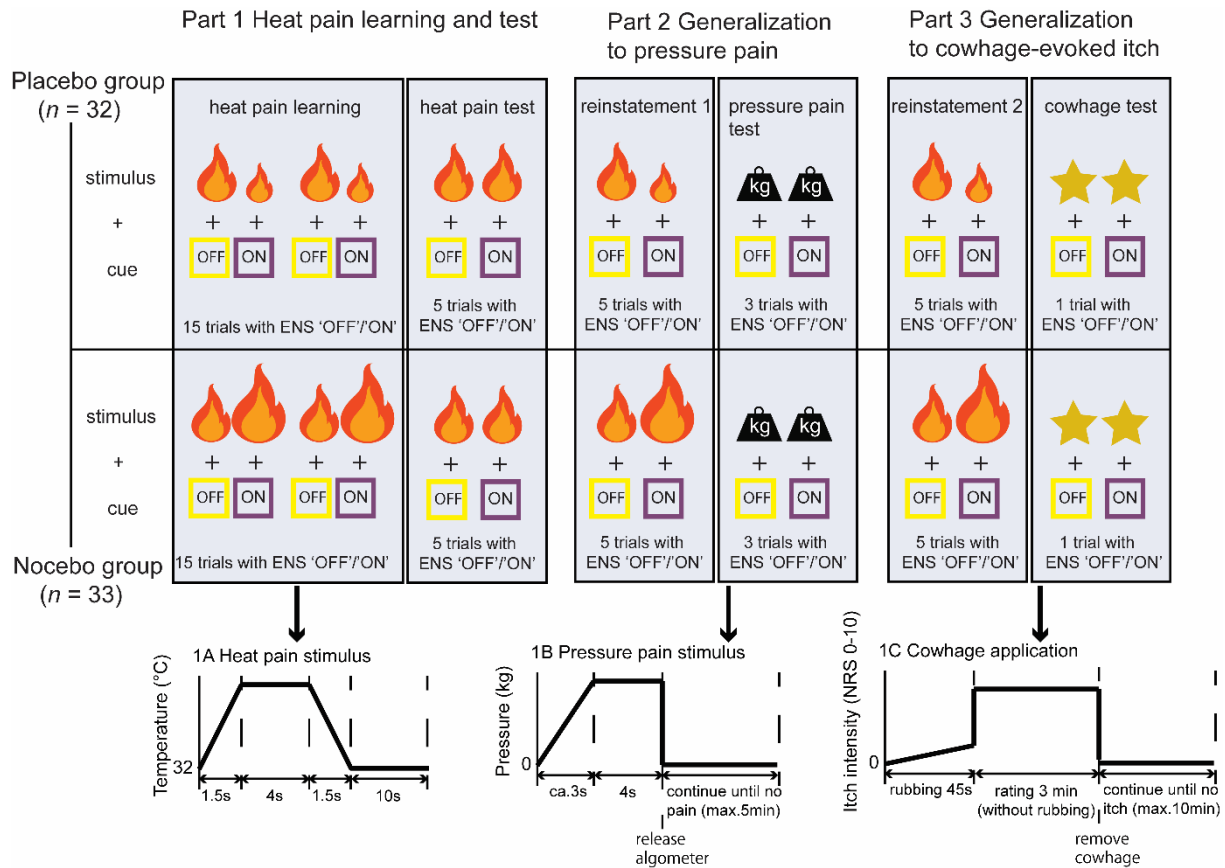 Part 1 Heat pain learning and test
Part 2 Generalization
to pressure pain
Part 3 Generalization
to cowhage-evoked itch
Placebo group
(n = 32)
heat pain learning
heat pain test
reinstatement 1
pressure pain
test
reinstatement 2
cowhage test
stimulus
kg kg
+
+ + + + + + + + + + + + + +
cue
OFF ON OFF ON OFF ON OFF ON OFF ON OFF ON OFF ON
15 trials with ENS 'OFF'/'ON'
5 trials with
ENS 'OFF'/'ON'
5 trials with
ENS 'OFF'/'ON'
3 trials with
ENS 'OFF'/'ON'
5 trials with
ENS 'OFF'/'ON'
1 trial with
ENS 'OFF'/'ON'
stimulus
kg kg
+
+ + + + + + + + + + + + + +
cue
OFF ON OFF ON OFF ON OFF ON OFF ON OFF ON OFF ON
15 trials with ENS 'OFF'/'ON'
5 trials with
ENS 'OFF'/'ON'
5 trials with
ENS 'OFF'/'ON'
3 trials with
ENS 'OFF'/'ON'
5 trials with
ENS 'OFF'/'ON'
1 trial with
ENS 'OFF'/'ON'
Nocebo group
(n = 33)
1A Heat pain stimulus
Temperature (°C)
32
1.5s 4s 1.5s 10s
1B Pressure pain stimulus
Pressure (kg)
0
ca.3s 4s continue until no
pain (max.5min)
release
algometer
1C Cowhage application
Itch intensity (NRS 0-10)
0
rubbing 45s rating 3 min
(without rubbing)
continue until no
itch (max.10min)
remove
cowhage